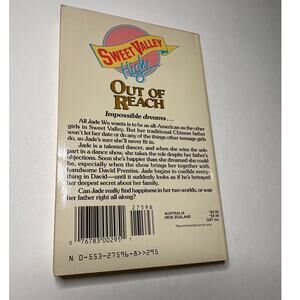 SWEET VALLEY
High
OUT OF
REACH
Impossible dreams...
All Jade Wu wants is to be as all-American as the other
girls in Sweet Valley. But her traditional Chinese father
won't let her date or do any of the things other teenage girls
do, so Jade's sure she'll never fit in.
Jade is a talented dancer, and when she wins the solo
part in a dance show, she takes the role despite her father's
objections. Soon she's happier than she dreamed she could
be, especially when the show brings her together with
handsome David Prentiss. Jade begins to confide
everything in David—until it suddenly looks as if he's betrayed
her deepest secret about her family.
Can Jade really find happiness in her two worlds, or was
her father right all along?
27596
0 76783 00295 1
AUSTRALIA
NEW ZEALAND
N 0-553-27596-8>>295